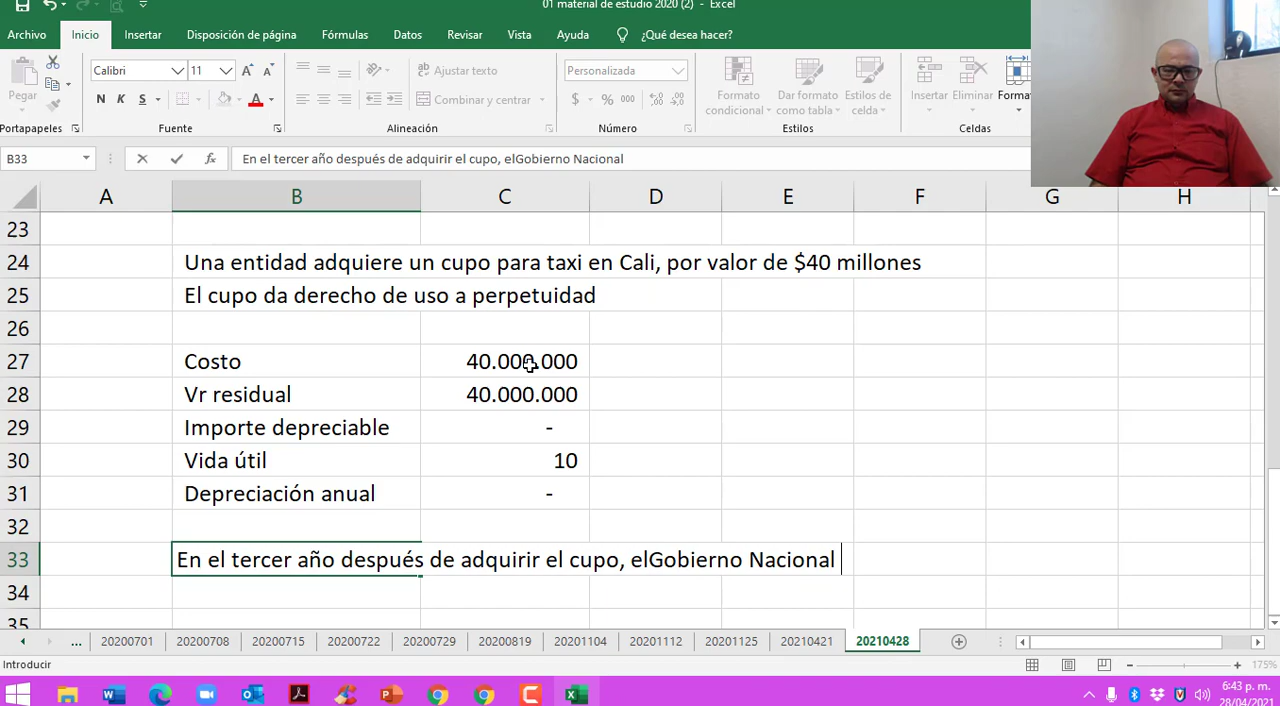 01 material de estudio 2020 (2) - Excel
Archivo Inicio Insertar Disposición de página Fórmulas Datos Revisar Vista Ayuda ¿Qué desea hacer?
Calibri 11 Ajustar texto Personalizada
Pegar N K S A Combinar y centrar $ % 000 Formato condicional Dar formato como tabla Estilos de celda Insertar Eliminar Format
Portapapeles Fuente Alineación Número Estilos Celdas
B33 fx En el tercer año después de adquirir el cupo, elGobierno Nacional
A B C D E F G H
23
24 Una entidad adquiere un cupo para taxi en Cali, por valor de $40 millones
25 El cupo da derecho de uso a perpetuidad
26
27 Costo 40.000.000
28 Vr residual 40.000.000
29 Importe depreciable -
30 Vida útil 10
31 Depreciación anual -
32
33 En el tercer año después de adquirir el cupo, elGobierno Nacional
34
35
... 20200701 20200708 20200715 20200722 20200729 20200819 20201104 20201112 20201125 20210421 20210428
Introducir 175%
6:43 p. m.
28/04/2021